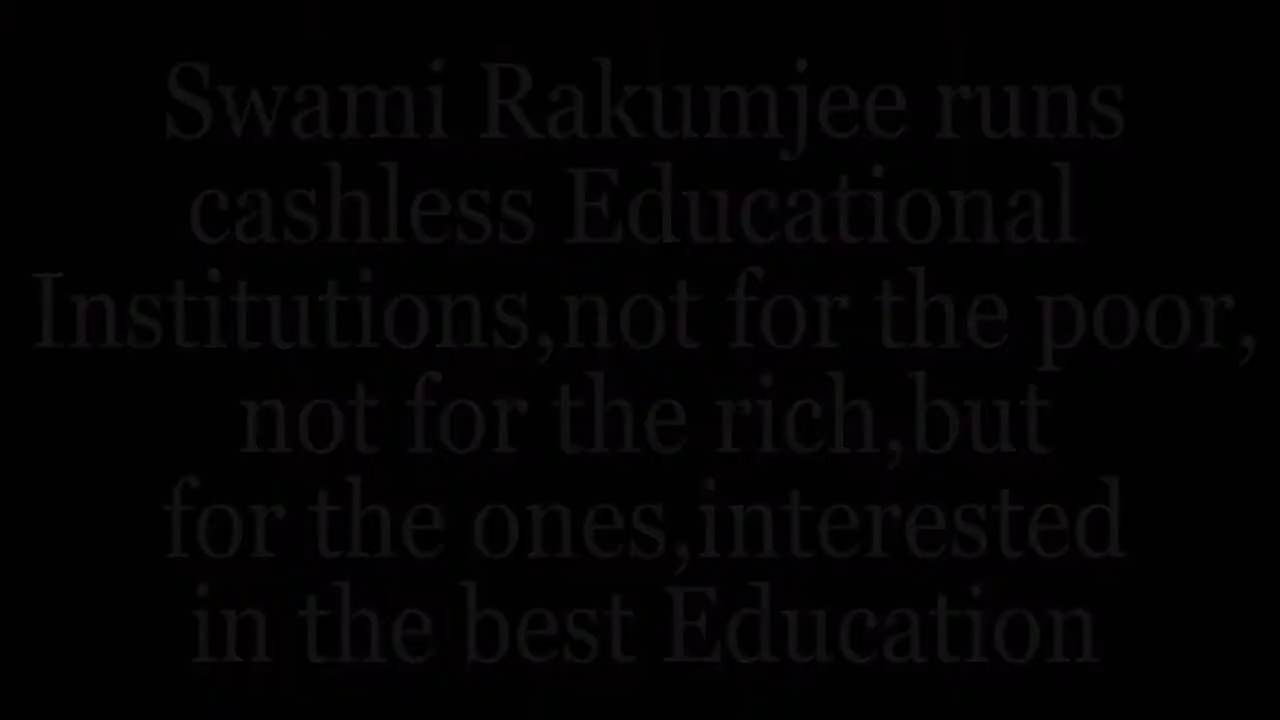 Swami Rakumjee runs
cashless Educational
Institutions,not for the poor,
not for the rich,but
for the ones,interested
in the best Education